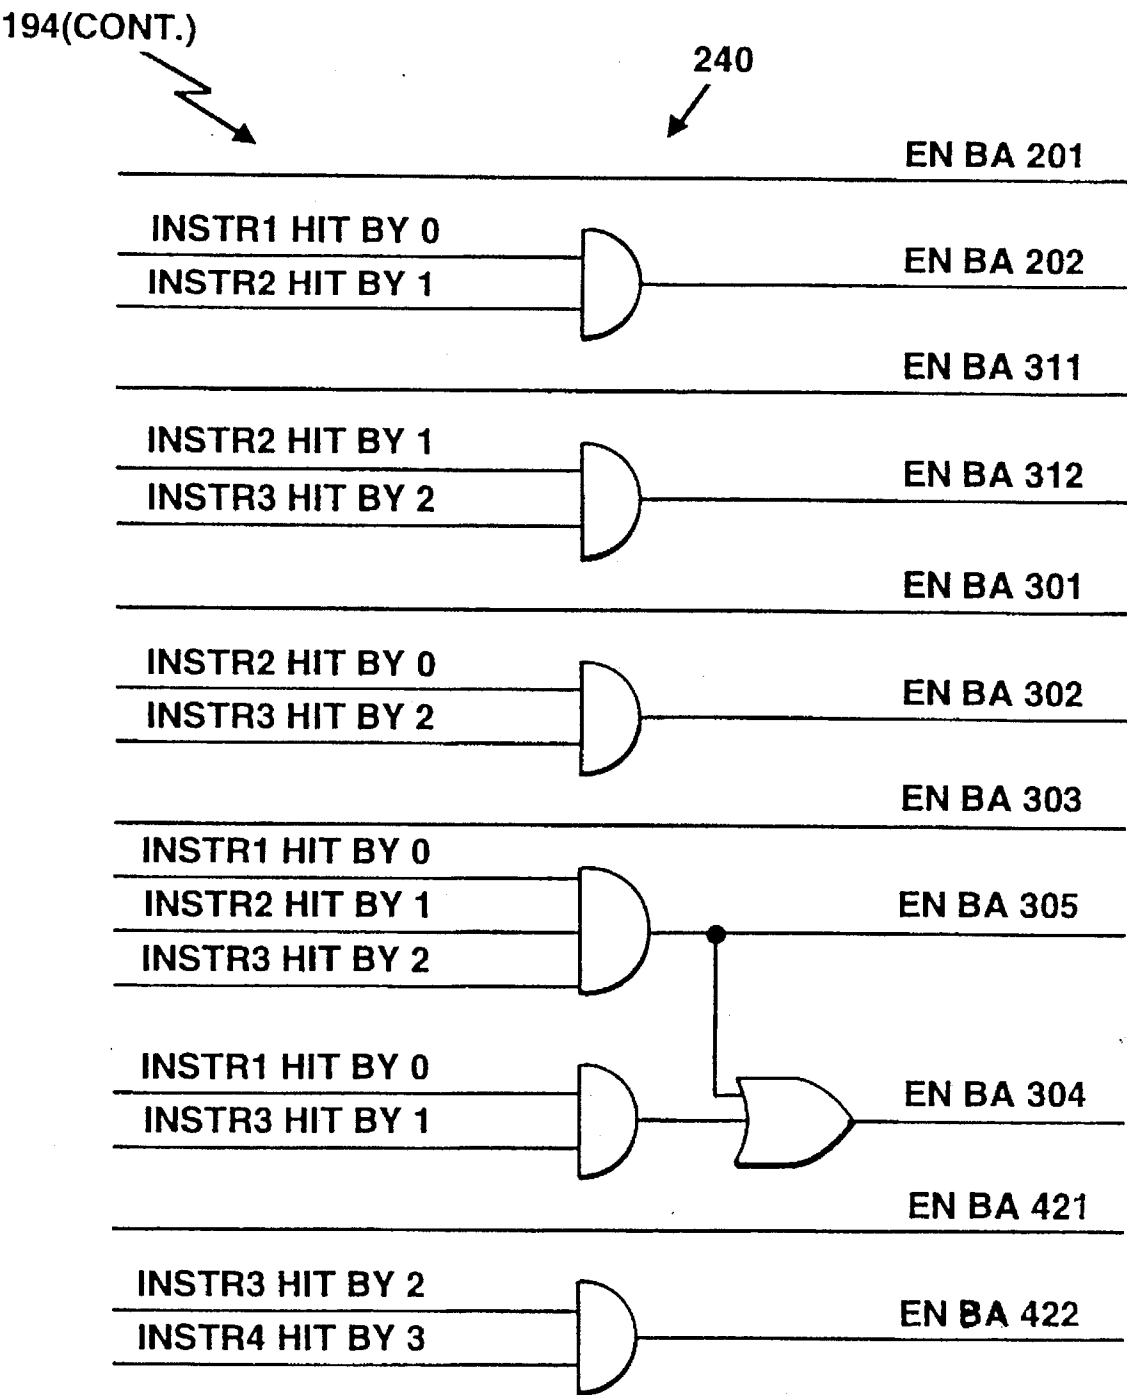 194(CONT.)
240
EN BA 201
INSTR1 HIT BY 0
EN BA 202
INSTR2 HIT BY 1
EN BA 311
INSTR2 HIT BY 1
EN BA 312
INSTR3 HIT BY 2
EN BA 301
INSTR2 HIT BY 0
EN BA 302
INSTR3 HIT BY 2
EN BA 303
INSTR1 HIT BY 0
INSTR2 HIT BY 1
EN BA 305
INSTR3 HIT BY 2
INSTR1 HIT BY 0
EN BA 304
INSTR3 HIT BY 1
EN BA 421
INSTR3 HIT BY 2
EN BA 422
INSTR4 HIT BY 3